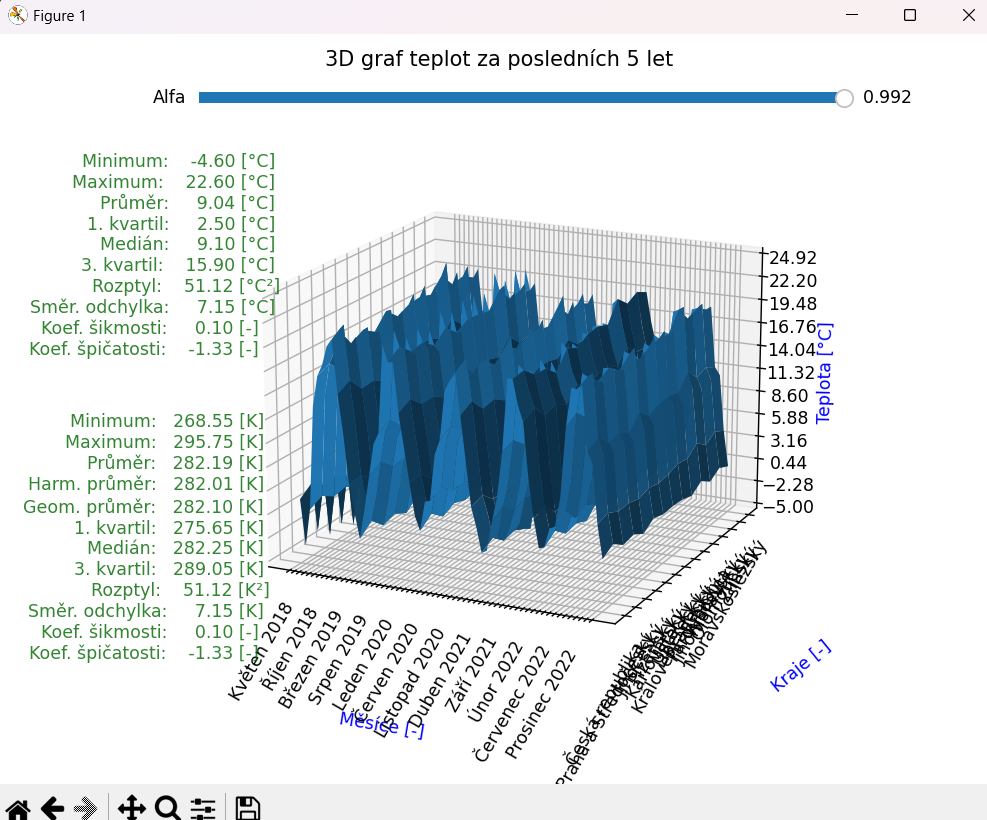 Figure 1
3D graf teplot za posledních 5 let
Alfa 0.992
Minimum: -4.60 [°C]
Maximum: 22.60 [°C]
Průměr: 9.04 [°C]
1. kvartil: 2.50 [°C]
Medián: 9.10 [°C]
3. kvartil: 15.90 [°C]
Rozptyl: 51.12 [°C²]
Směr. odchylka: 7.15 [°C]
Koef. šikmosti: 0.10 [-]
Koef. špičatosti: -1.33 [-]
Minimum: 268.55 [K]
Maximum: 295.75 [K]
Průměr: 282.19 [K]
Harm. průměr: 282.01 [K]
Geom. průměr: 282.10 [K]
1. kvartil: 275.65 [K]
Medián: 282.25 [K]
3. kvartil: 289.05 [K]
Rozptyl: 51.12 [K²]
Směr. odchylka: 7.15 [K]
Koef. šikmosti: 0.10 [-]
Koef. špičatosti: -1.33 [-]
24.92
22.20
19.48
16.76
14.04
11.32
8.60
5.88
3.16
0.44
−2.28
−5.00
Teplota [°C]
Květen 2018
Říjen 2018
Březen 2019
Srpen 2019
Leden 2020
Červen 2020
Listopad 2020
Duben 2021
Září 2021
Únor 2022
Červenec 2022
Prosinec 2022
Měsíce [-]
Česká republika
Praha a
Moravskoslezský
Kraje [-]